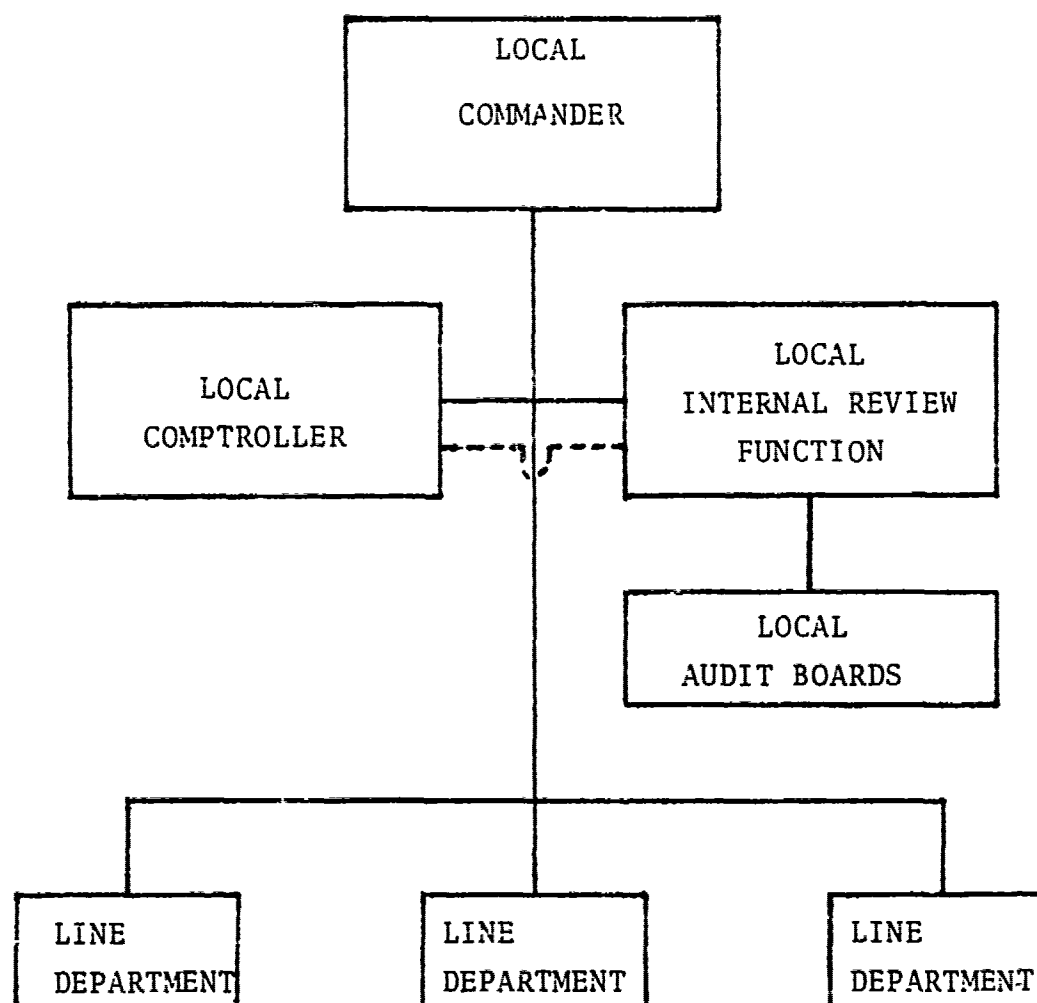 LOCAL
COMMANDER
LOCAL
COMPTROLLER
LOCAL
INTERNAL REVIEW
FUNCTION
LOCAL
AUDIT BOARDS
LINE
DEPARTMENT
LINE
DEPARTMENT
LINE
DEPARTMENT